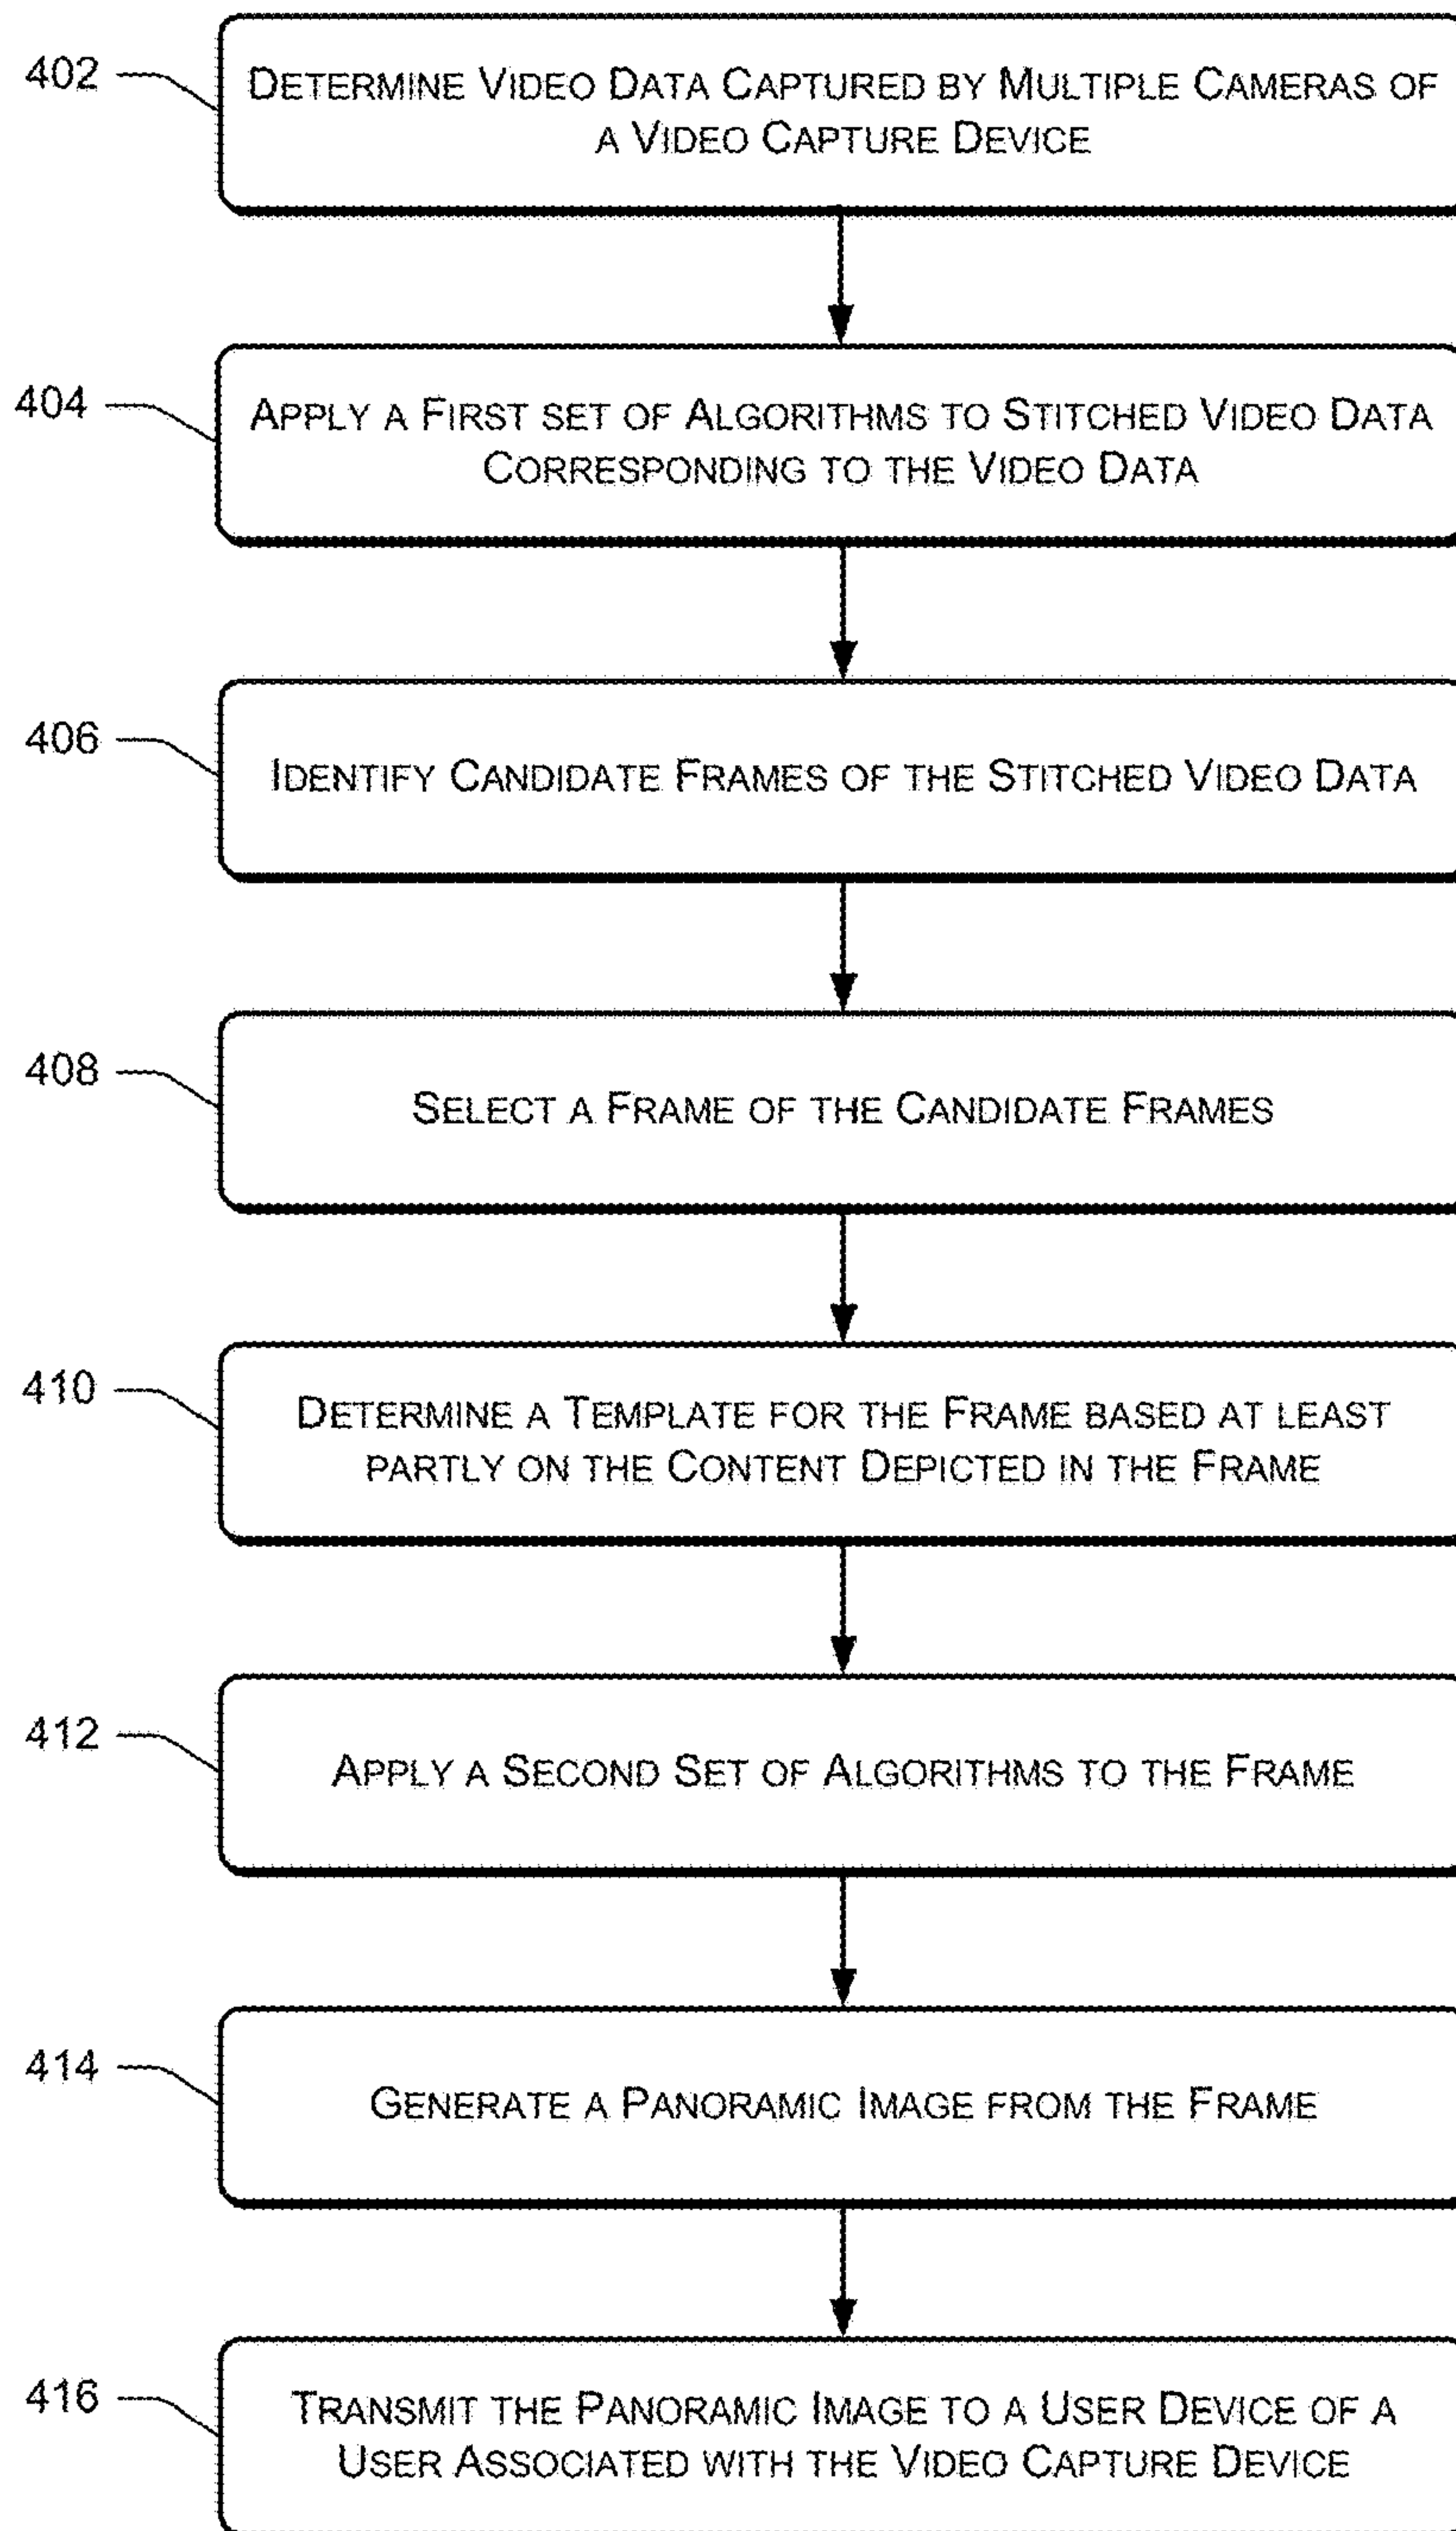 402
DETERMINE VIDEO DATA CAPTURED BY MULTIPLE CAMERAS OF
A VIDEO CAPTURE DEVICE
404
APPLY A FIRST SET OF ALGORITHMS TO STITCHED VIDEO DATA
CORRESPONDING TO THE VIDEO DATA
406
IDENTIFY CANDIDATE FRAMES OF THE STITCHED VIDEO DATA
408
SELECT A FRAME OF THE CANDIDATE FRAMES
410
DETERMINE A TEMPLATE FOR THE FRAME BASED AT LEAST
PARTLY ON THE CONTENT DEPICTED IN THE FRAME
412
APPLY A SECOND SET OF ALGORITHMS TO THE FRAME
414
GENERATE A PANORAMIC IMAGE FROM THE FRAME
416
TRANSMIT THE PANORAMIC IMAGE TO A USER DEVICE OF A
USER ASSOCIATED WITH THE VIDEO CAPTURE DEVICE